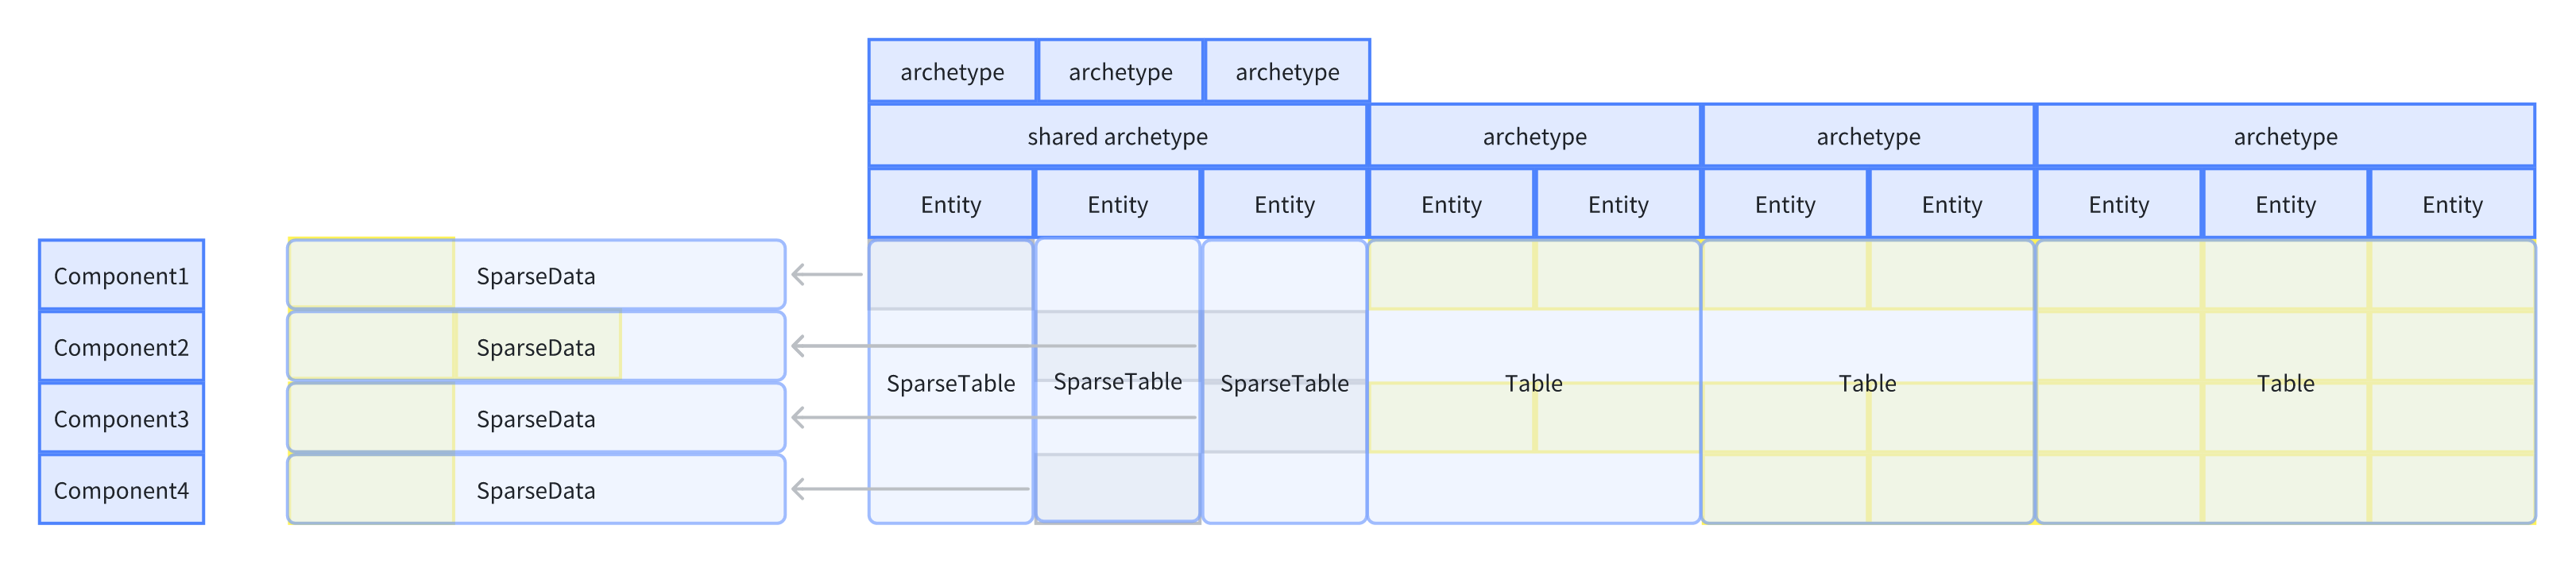 archetype archetype archetype
shared archetype archetype archetype archetype
Entity Entity Entity Entity Entity Entity Entity Entity Entity Entity
Component1 SparseData
Component2 SparseData
SparseTable SparseTable SparseTable Table Table Table
Component3 SparseData
Component4 SparseData